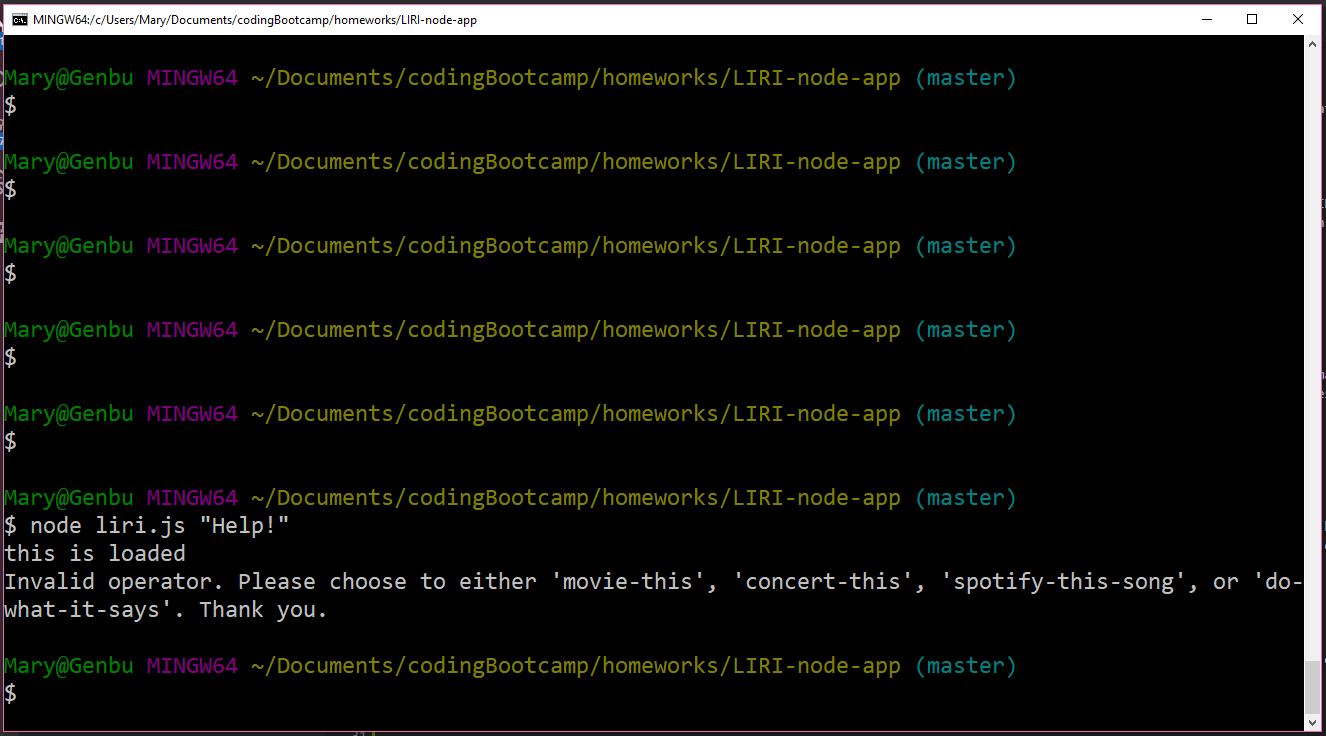 MINGW64:/c/Users/Mary/Documents/codingBootcamp/homeworks/LIRI-node-app
Mary@Genbu MINGW64 ~/Documents/codingBootcamp/homeworks/LIRI-node-app (master)
$
Mary@Genbu MINGW64 ~/Documents/codingBootcamp/homeworks/LIRI-node-app (master)
$
Mary@Genbu MINGW64 ~/Documents/codingBootcamp/homeworks/LIRI-node-app (master)
$
Mary@Genbu MINGW64 ~/Documents/codingBootcamp/homeworks/LIRI-node-app (master)
$
Mary@Genbu MINGW64 ~/Documents/codingBootcamp/homeworks/LIRI-node-app (master)
$
Mary@Genbu MINGW64 ~/Documents/codingBootcamp/homeworks/LIRI-node-app (master)
$ node liri.js "Help!"
this is loaded
Invalid operator. Please choose to either 'movie-this', 'concert-this', 'spotify-this-song', or 'do-
what-it-says'. Thank you.
Mary@Genbu MINGW64 ~/Documents/codingBootcamp/homeworks/LIRI-node-app (master)
$